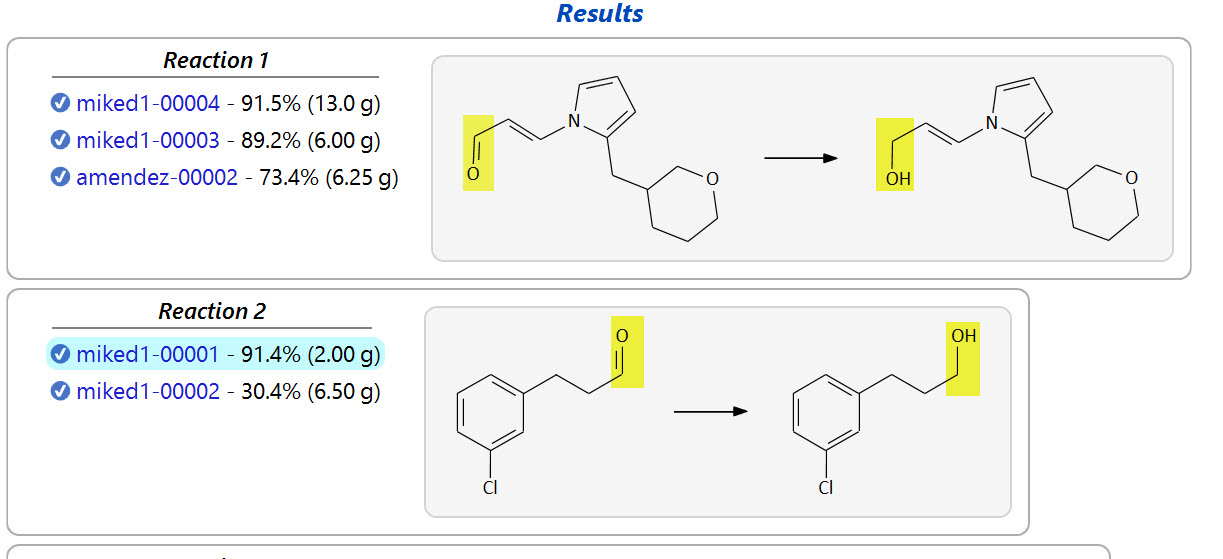 Results
Reaction 1
miked1-00004 - 91.5% (13.0 g)
miked1-00003 - 89.2% (6.00 g)
amendez-00002 - 73.4% (6.25 g)
N
O
O
N
OH
O
Reaction 2
miked1-00001 - 91.4% (2.00 g)
miked1-00002 - 30.4% (6.50 g)
O
Cl
OH
Cl